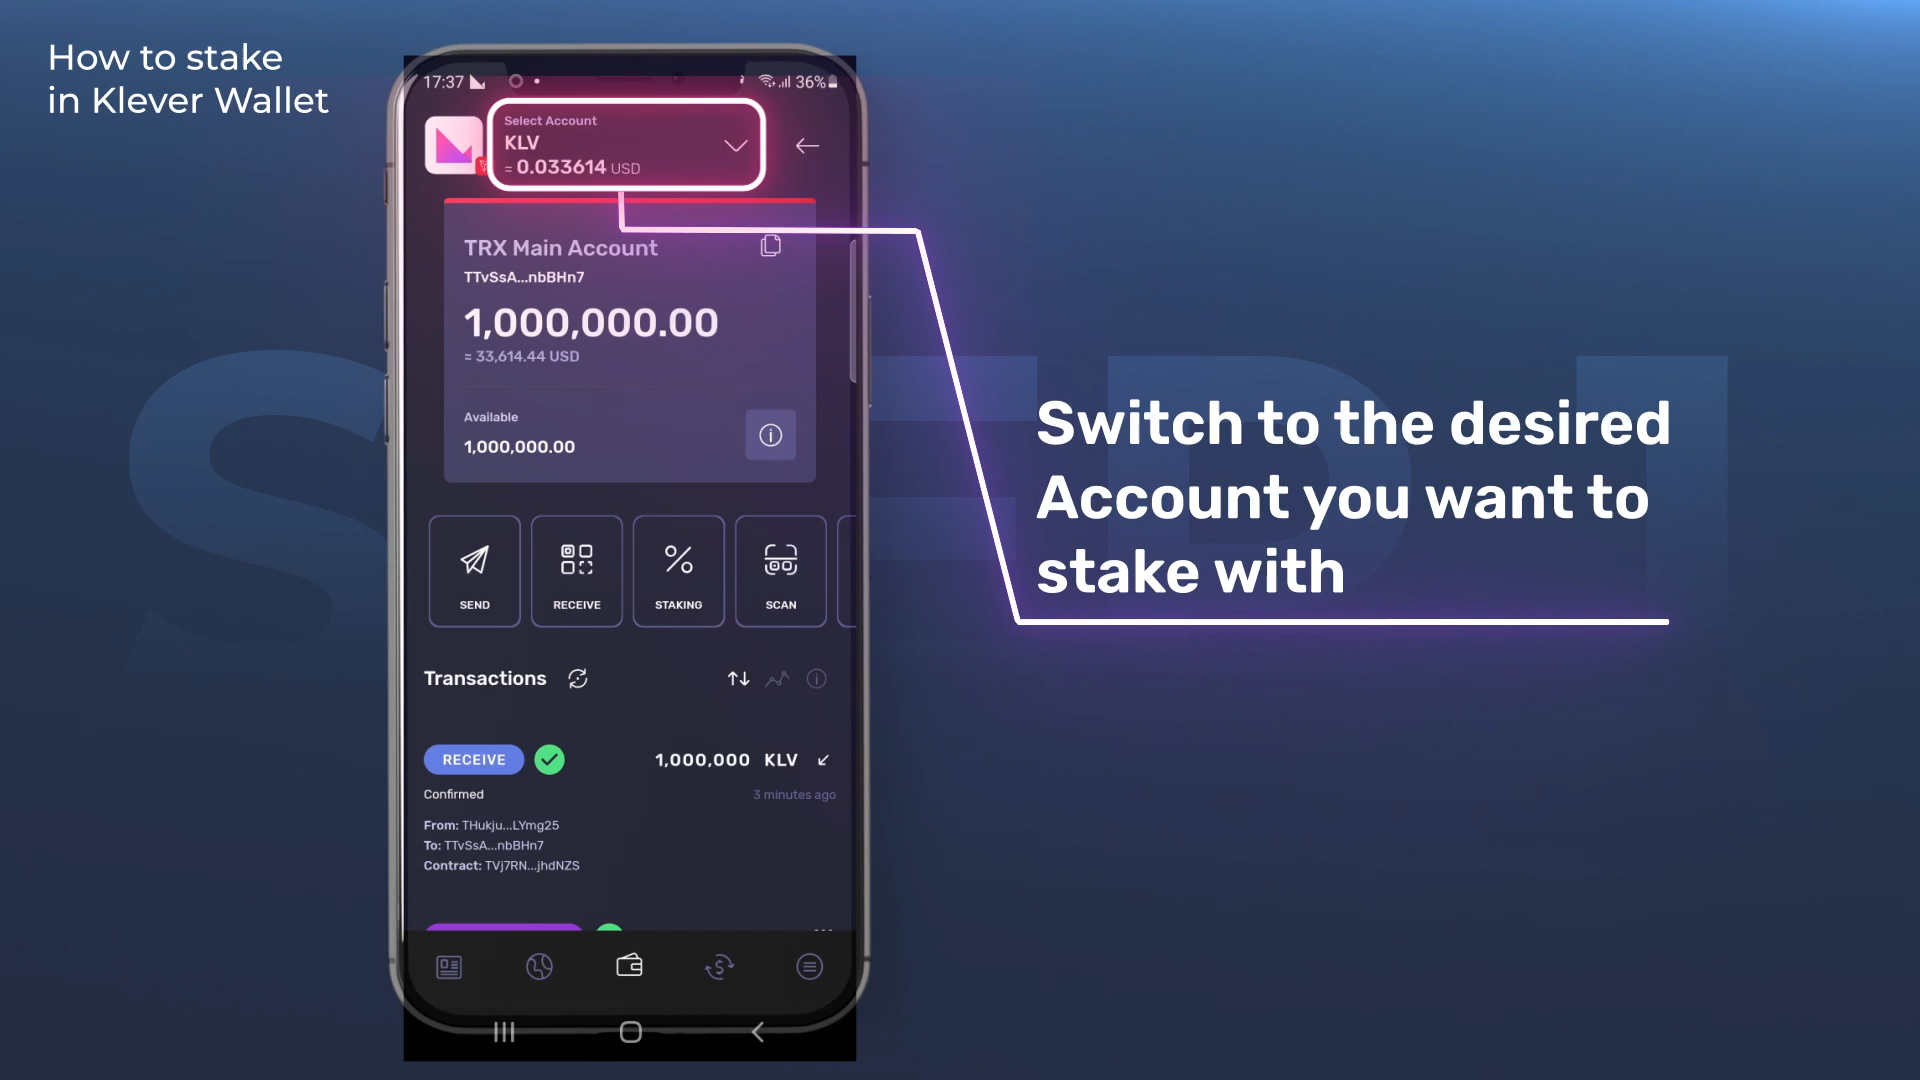 How to stake
in Klever Wallet
17:37
36%
Select Account
KLV
≈ 0.033614 USD
TRX Main Account
TTvSsA...nbBHn7
1,000,000.00
≈ 33,614.44 USD
Available
1,000,000.00
SEND
RECEIVE
STAKING
SCAN
Transactions
RECEIVE
1,000,000 KLV
Confirmed
3 minutes ago
From: THukju...LYmg25
To: TTvSsA...nbBHn7
Contract: TVj7RN...jhdNZS
Switch to the desired
Account you want to
stake with